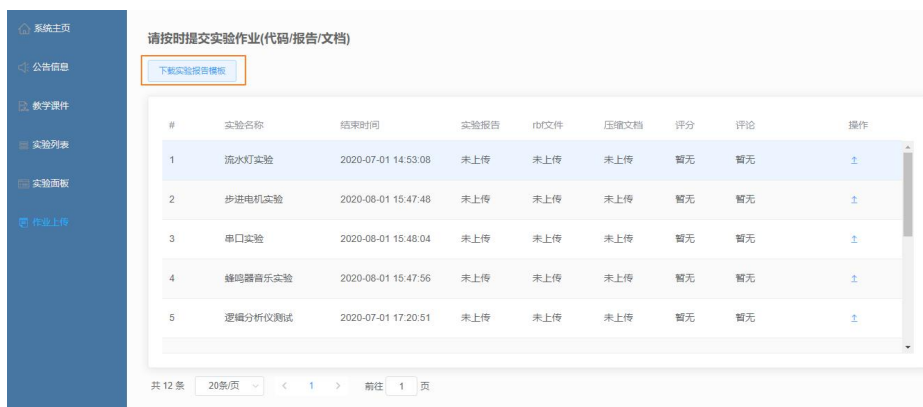 系统主页
公告信息
教学课件
实验列表
实验面板
作业上传
请按时提交实验作业(代码/报告/文档)
下载实验报告模板
# 实验名称 结束时间 实验报告 rbf文件 压缩文档 评分 评论 操作
1 流水灯实验 2020-07-01 14:53:08 未上传 未上传 未上传 暂无 暂无
2 步进电机实验 2020-08-01 15:47:48 未上传 未上传 未上传 暂无 暂无
3 串口实验 2020-08-01 15:48:04 未上传 未上传 未上传 暂无 暂无
4 蜂鸣器音乐实验 2020-08-01 15:47:56 未上传 未上传 未上传 暂无 暂无
5 逻辑分析仪测试 2020-07-01 17:20:51 未上传 未上传 未上传 暂无 暂无
共 12 条 20条/页 < 1 > 前往 1 页